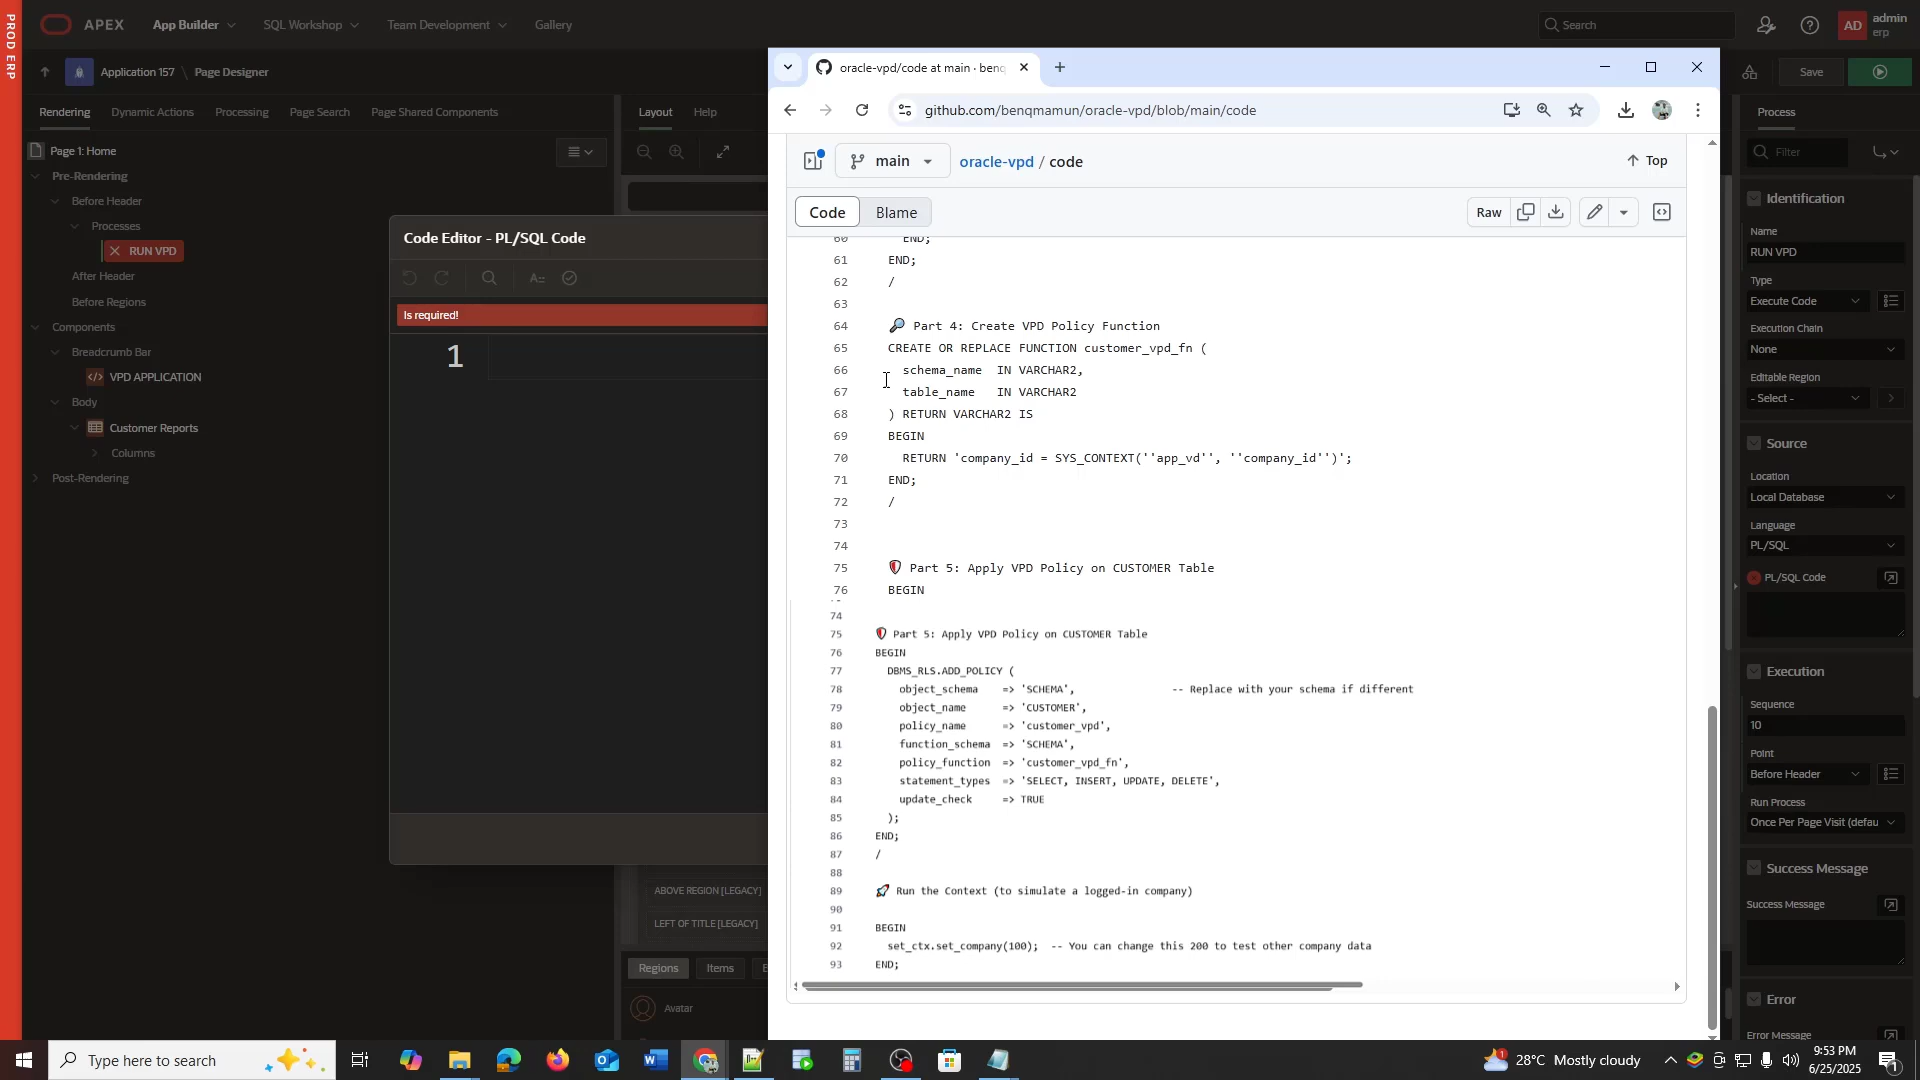 PROD ERP
APEX
App Builder
SQL Workshop
Team Development
Gallery
Search
AD
admin
erp
Application 157 \ Page Designer
Save
Rendering
Dynamic Actions
Processing
Page Search
Page Shared Components
Layout
Help
Page 1: Home
Pre-Rendering
Before Header
Processes
RUN VPD
After Header
Before Regions
Components
Breadcrumb Bar
VPD APPLICATION
Body
Customer Reports
Columns
Post-Rendering
Code Editor - PL/SQL Code
Is required!
1
ABOVE REGION [LEGACY]
LEFT OF TITLE [LEGACY]
Regions
Items
Avatar
oracle-vpd/code at main · benq
github.com/benqmamun/oracle-vpd/blob/main/code
main
oracle-vpd / code
Top
Code
Blame
Raw
60 END;
61 END;
62 /
63
64 🔎 Part 4: Create VPD Policy Function
65 CREATE OR REPLACE FUNCTION customer_vpd_fn (
66 schema_name IN VARCHAR2,
67 table_name IN VARCHAR2
68 ) RETURN VARCHAR2 IS
69 BEGIN
70 RETURN 'company_id = SYS_CONTEXT(''app_vd'', ''company_id'')';
71 END;
72 /
73
74
75 🛡 Part 5: Apply VPD Policy on CUSTOMER Table
76 BEGIN
74
75 🛡 Part 5: Apply VPD Policy on CUSTOMER Table
76 BEGIN
77 DBMS_RLS.ADD_POLICY (
78 object_schema => 'SCHEMA', -- Replace with your schema if different
79 object_name => 'CUSTOMER',
80 policy_name => 'customer_vpd',
81 function_schema => 'SCHEMA',
82 policy_function => 'customer_vpd_fn',
83 statement_types => 'SELECT, INSERT, UPDATE, DELETE',
84 update_check => TRUE
85 );
86 END;
87 /
88
89 🚀 Run the Context (to simulate a logged-in company)
90
91 BEGIN
92 set_ctx.set_company(100); -- You can change this 200 to test other company data
93 END;
Process
Filter
Identification
Name
RUN VPD
Type
Execute Code
Execution Chain
None
Editable Region
- Select -
Source
Location
Local Database
Language
PL/SQL
PL/SQL Code
Execution
Sequence
10
Point
Before Header
Run Process
Once Per Page Visit (defau
Success Message
Success Message
Error
Error Message
Type here to search
28°C Mostly cloudy
9:53 PM
6/25/2025
1